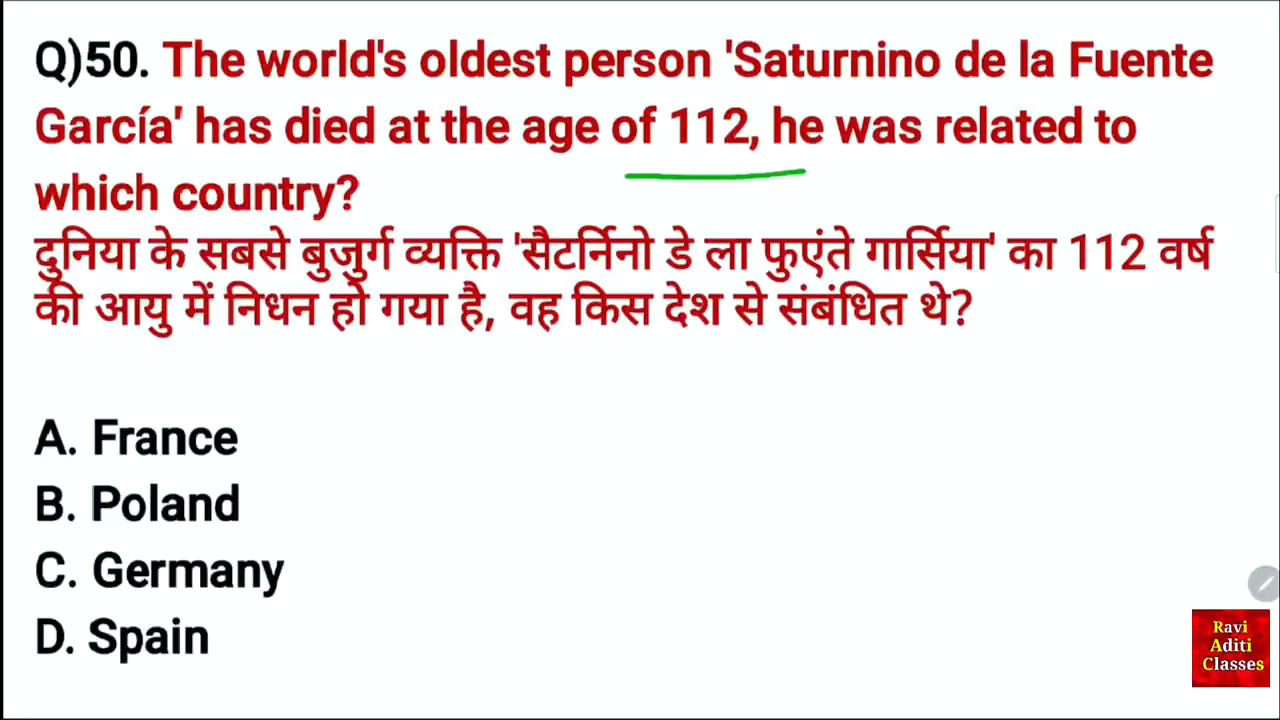 Q)50. The world's oldest person 'Saturnino de la Fuente
García' has died at the age of 112, he was related to
which country?
दुनिया के सबसे बुजुर्ग व्यक्ति 'सैटर्निनो डे ला फुएंते गार्सिया' का 112 वर्ष
की आयु में निधन हो गया है, वह किस देश से संबंधित थे?
A. France
B. Poland
C. Germany
D. Spain
Ravi
Aditi
Classes